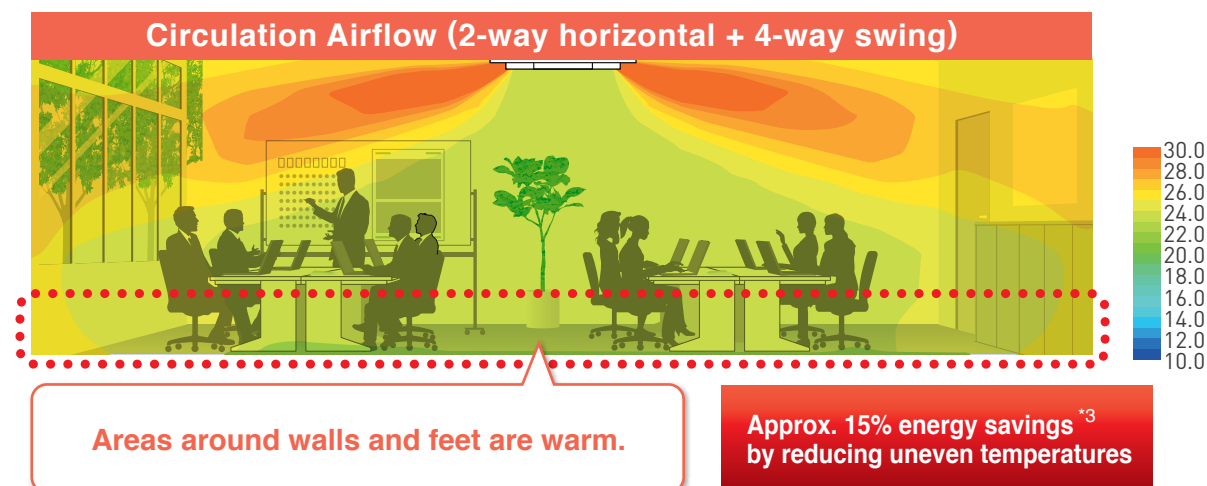 Circulation Airflow (2-way horizontal + 4-way swing)
30.0
28.0
26.0
24.0
22.0
20.0
18.0
16.0
14.0
12.0
10.0
Areas around walls and feet are warm.
Approx. 15% energy savings *3
by reducing uneven temperatures